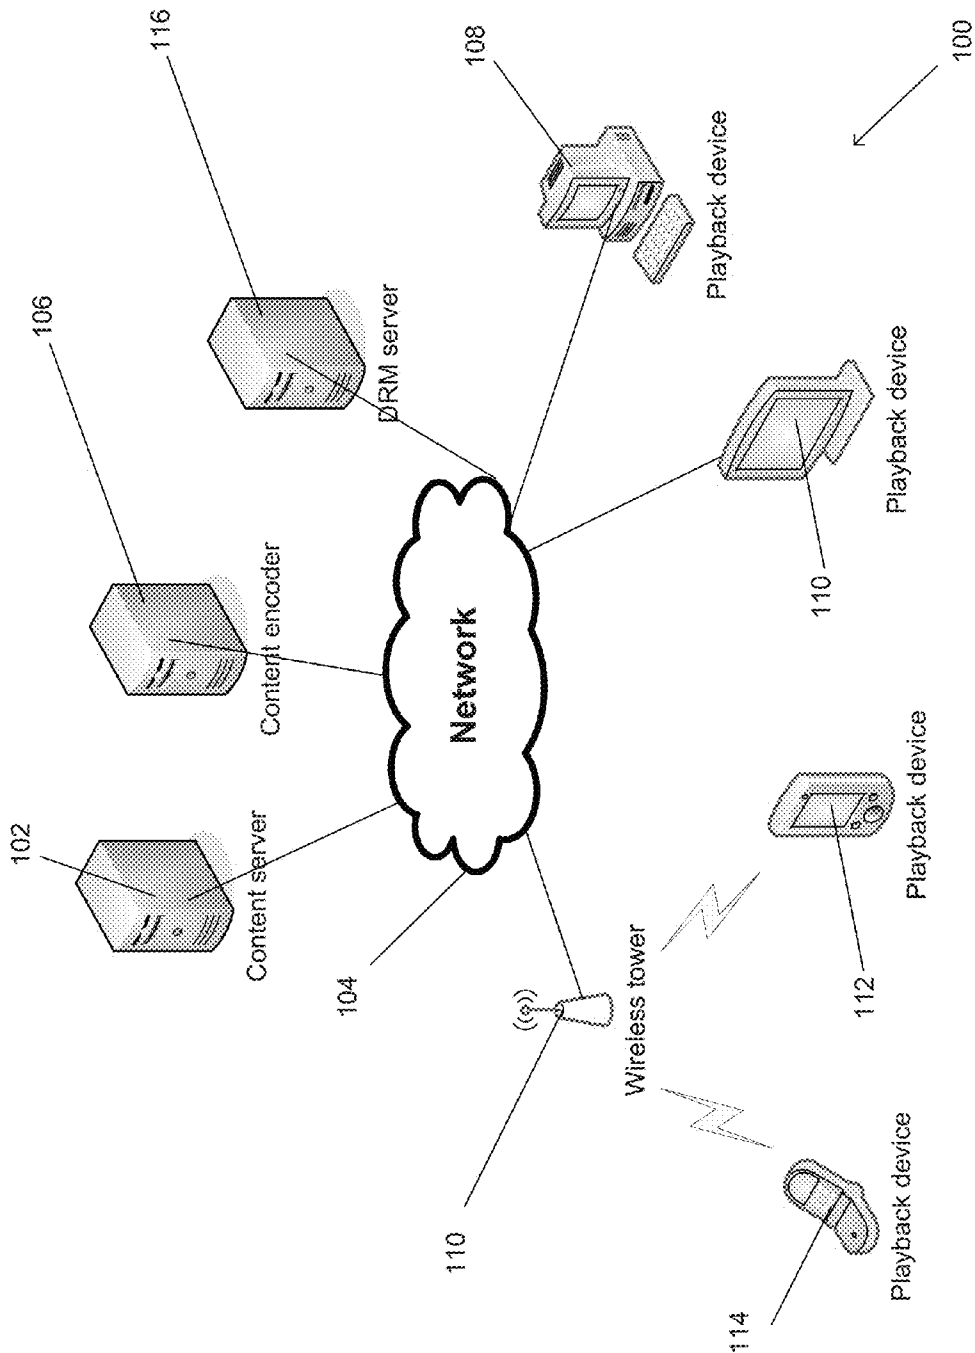 102
106
116
Content server
Content encoder
DRM server
104
110
Network
108
Wireless tower
Playback device
114
110
112
Playback device
Playback device
Playback device
100